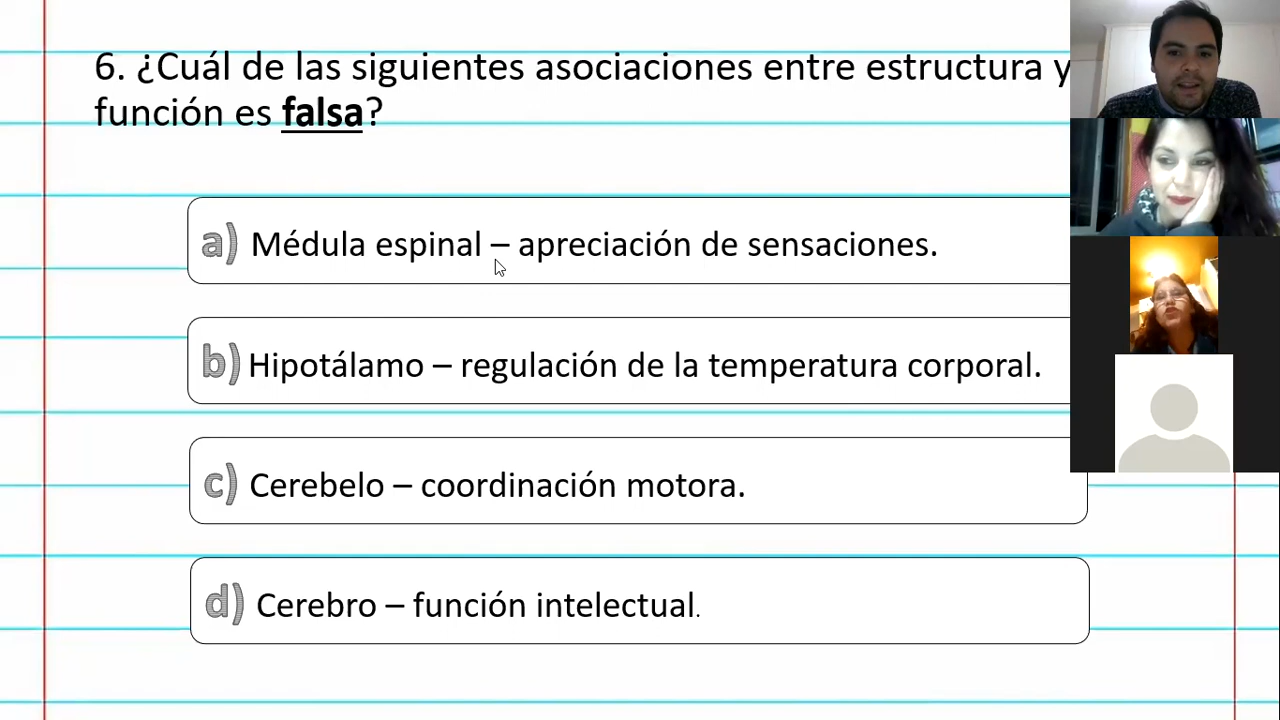 6. ¿Cuál de las siguientes asociaciones entre estructura y
función es falsa?
a) Médula espinal – apreciación de sensaciones.
b) Hipotálamo – regulación de la temperatura corporal.
c) Cerebelo – coordinación motora.
d) Cerebro – función intelectual.